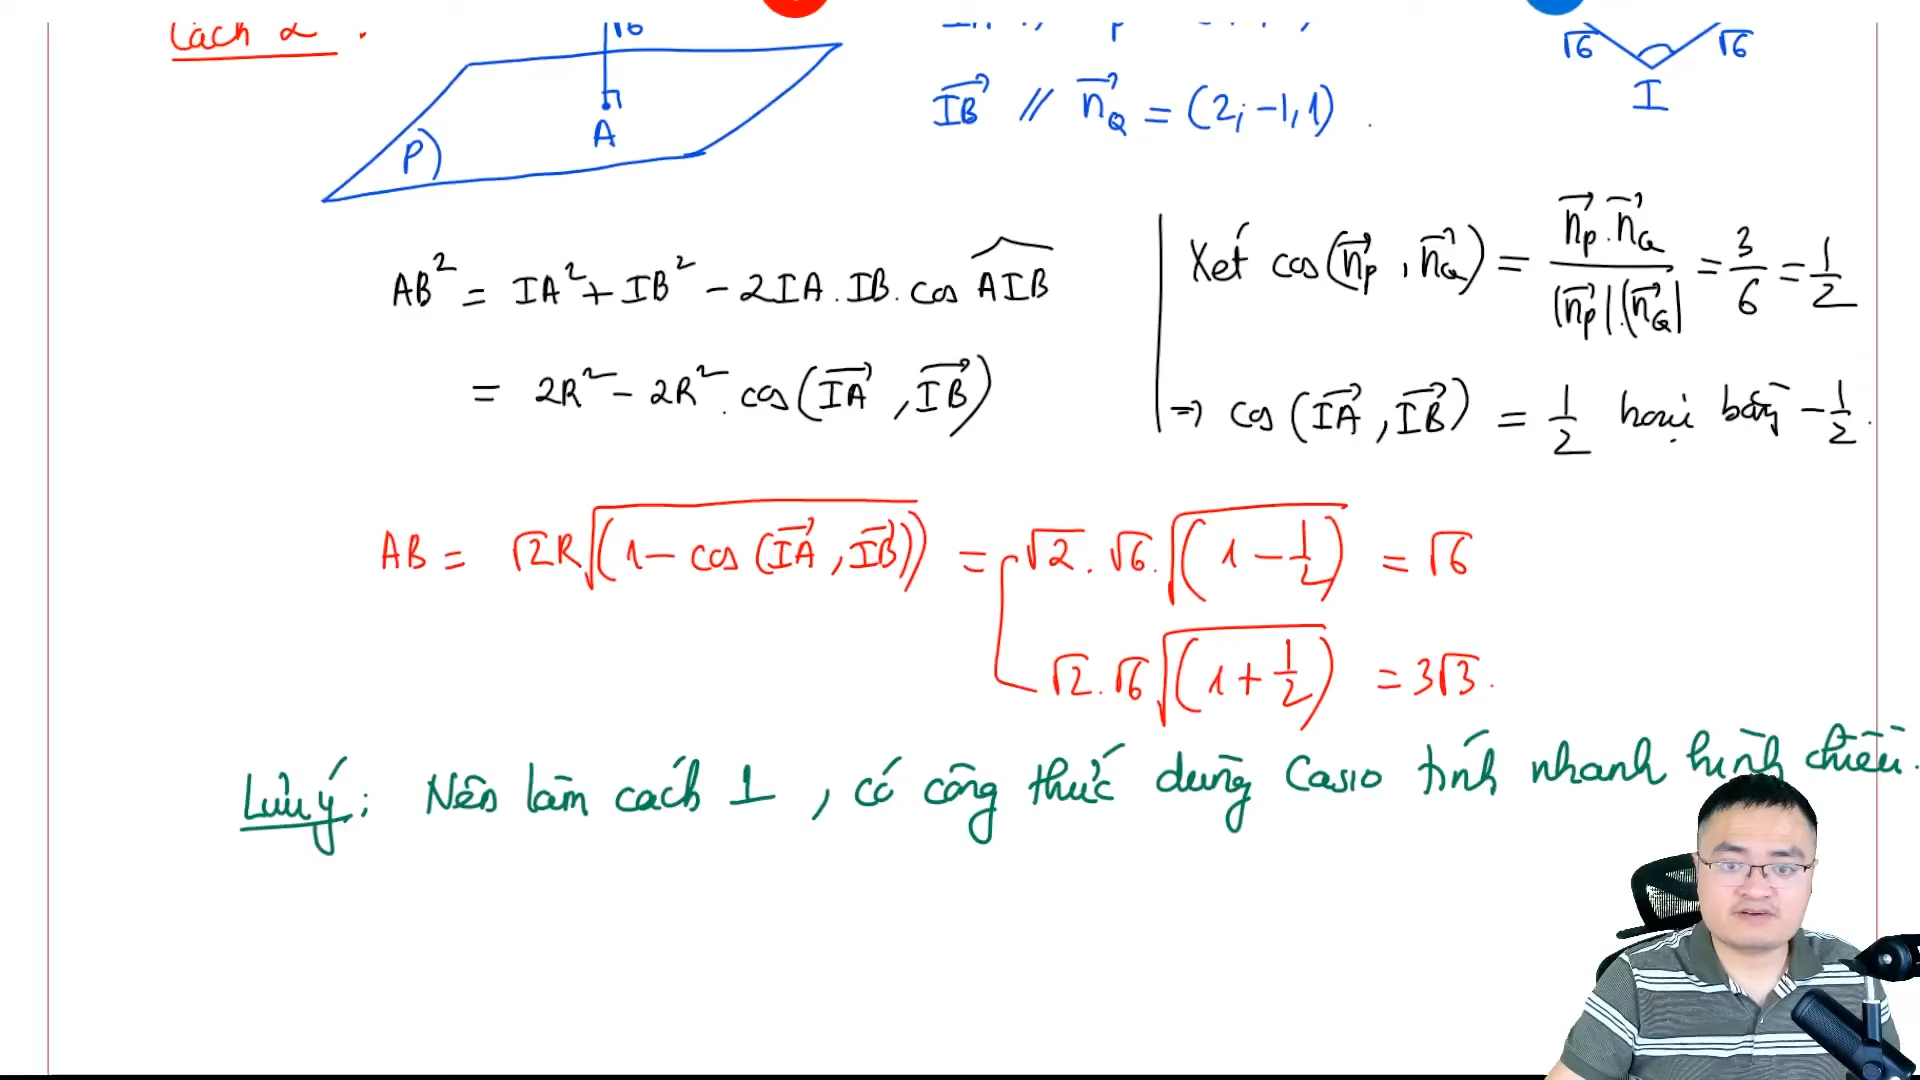 Cách 2 .
√6
A
P)
√6 √6
I
IB // n_Q = (2; -1, 1) .
AB² = IA² + IB² - 2IA . IB . cos AIB
= 2R² - 2R² . cos (IA , IB)
Xét cos(n_P , n_Q) = n_P . n_Q / |n_P| . |n_Q| = 3/6 = 1/2
=> cos (IA , IB) = 1/2 hoặc bằng -1/2 .
AB = √2R√(1 - cos (IA , IB)) = √2 . √6 . √(1 - 1/2) = √6
√2 . √6 √(1 + 1/2) = 3√3 .
Lưu ý : Nên làm cách 1 , có công thức dùng Casio tính nhanh hình chiếu .